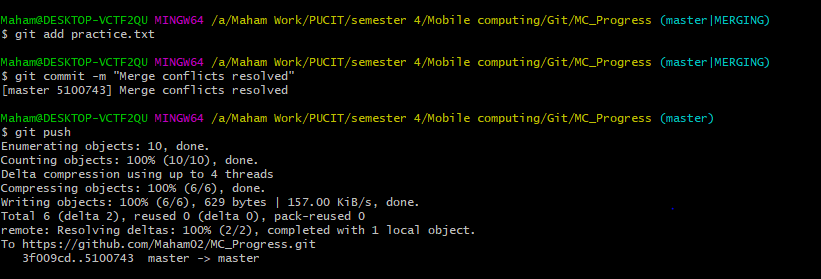 Maham@DESKTOP-VCTF2QU MINGW64 /a/Maham Work/PUCIT/semester 4/Mobile computing/Git/MC_Progress (master|MERGING)
$ git add practice.txt
Maham@DESKTOP-VCTF2QU MINGW64 /a/Maham Work/PUCIT/semester 4/Mobile computing/Git/MC_Progress (master|MERGING)
$ git commit -m "Merge conflicts resolved"
[master 5100743] Merge conflicts resolved
Maham@DESKTOP-VCTF2QU MINGW64 /a/Maham Work/PUCIT/semester 4/Mobile computing/Git/MC_Progress (master)
$ git push
Enumerating objects: 10, done.
Counting objects: 100% (10/10), done.
Delta compression using up to 4 threads
Compressing objects: 100% (6/6), done.
Writing objects: 100% (6/6), 629 bytes | 157.00 KiB/s, done.
Total 6 (delta 2), reused 0 (delta 0), pack-reused 0
remote: Resolving deltas: 100% (2/2), completed with 1 local object.
To https://github.com/Maham02/MC_Progress.git
   3f009cd..5100743  master -> master